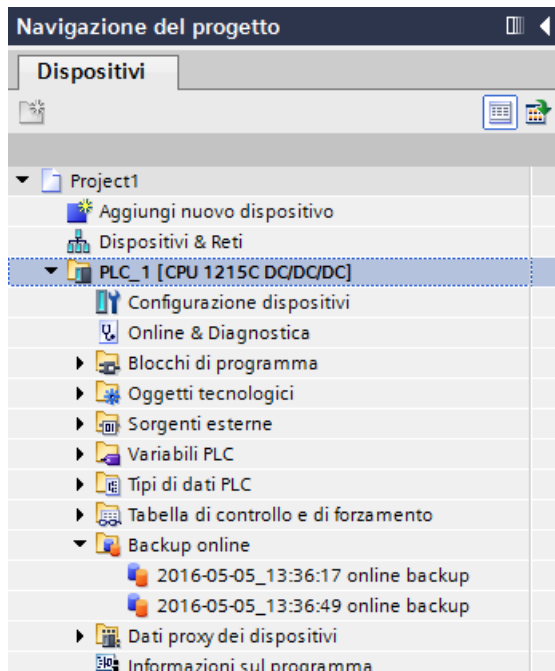 Navigazione del progetto
Dispositivi
Project1
Aggiungi nuovo dispositivo
Dispositivi & Reti
PLC_1 [CPU 1215C DC/DC/DC]
Configurazione dispositivi
Online & Diagnostica
Blocchi di programma
Oggetti tecnologici
Sorgenti esterne
Variabili PLC
Tipi di dati PLC
Tabella di controllo e di forzamento
Backup online
2016-05-05_13:36:17 online backup
2016-05-05_13:36:49 online backup
Dati proxy dei dispositivi
Informazioni sul programma